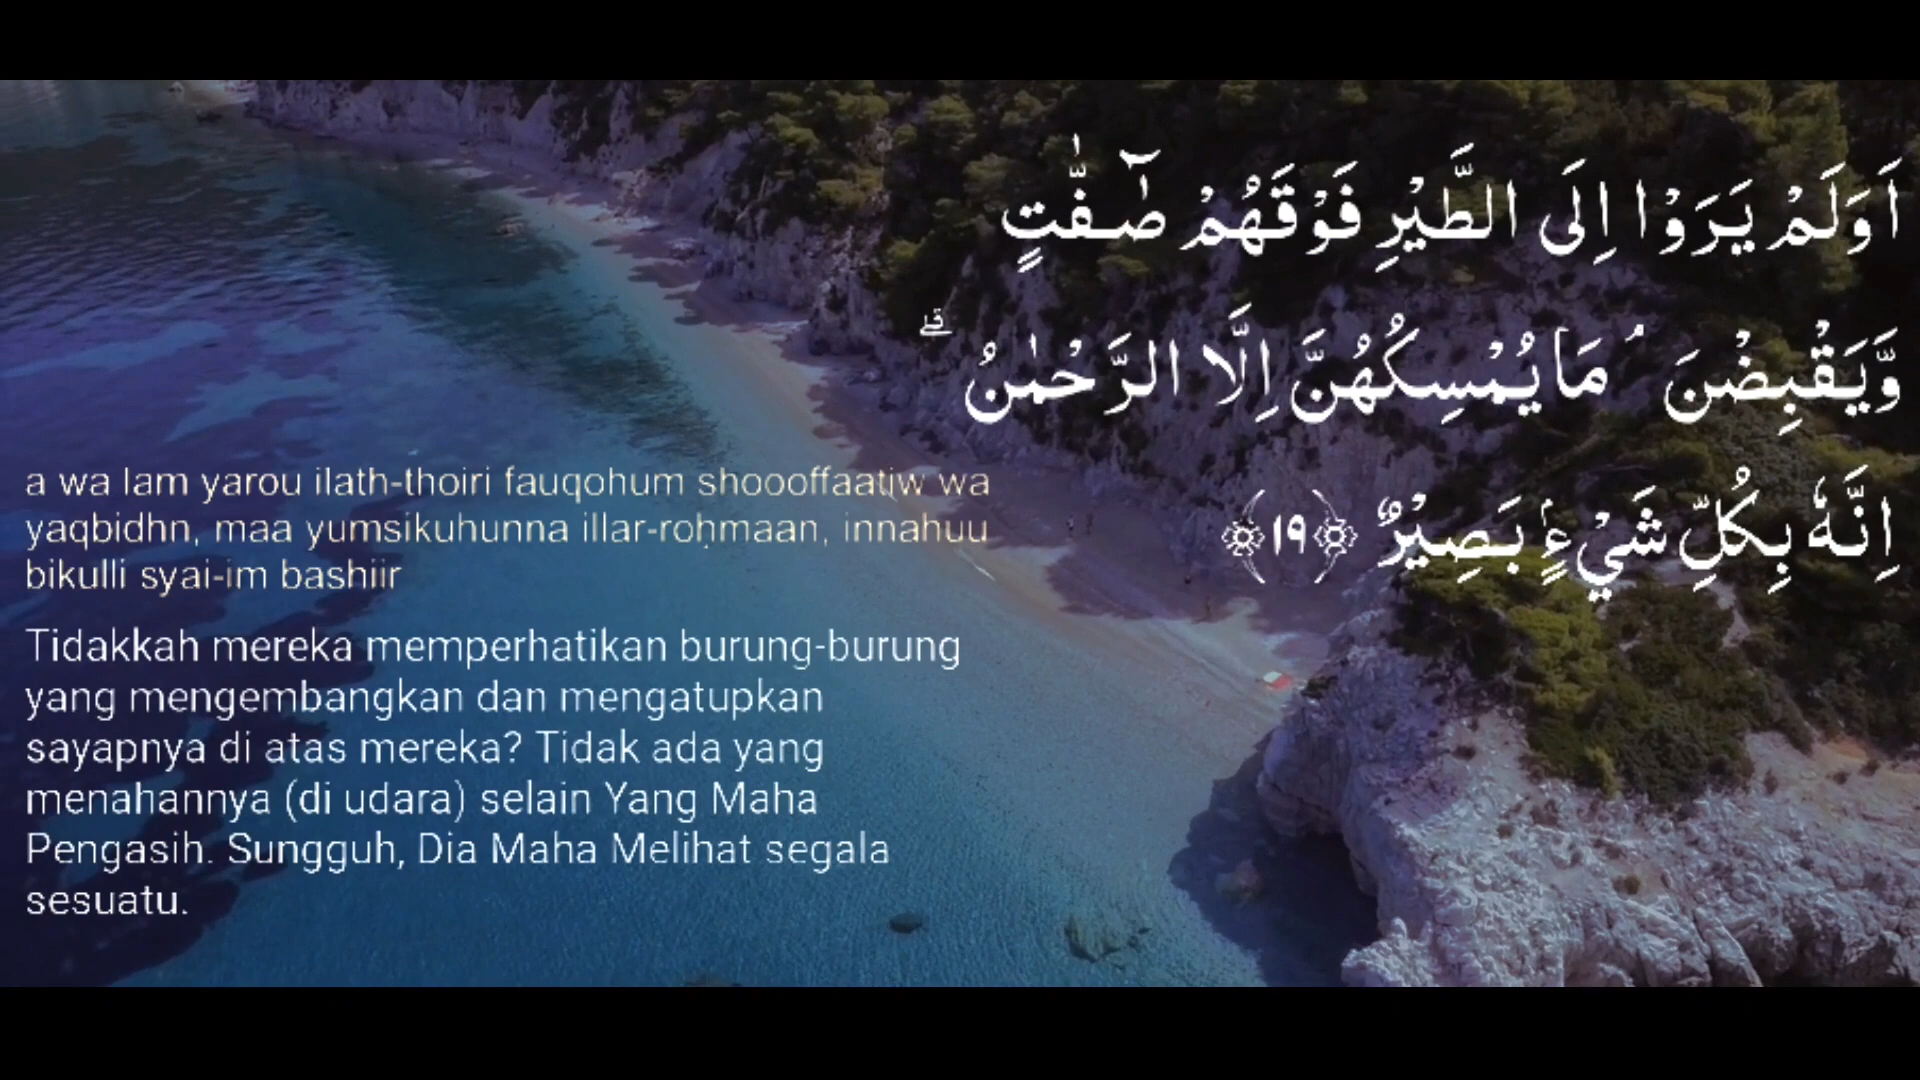 اَوَلَمْ يَرَوْا اِلَى الطَّيْرِ فَوْقَهُمْ صٰۤفّٰتٍ
وَّيَقْبِضْنَ ۘ مَا يُمْسِكُهُنَّ اِلَّا الرَّحْمٰنُ ۗ
اِنَّهٗ بِكُلِّ شَيْءٍۢ بَصِيْرٌ ﴿١٩﴾
a wa lam yarou ilath-thoiri fauqohum shoooffaatiw wa
yaqbidhn, maa yumsikuhunna illar-roḥmaan, innahuu
bikulli syai-im bashiir
Tidakkah mereka memperhatikan burung-burung
yang mengembangkan dan mengatupkan
sayapnya di atas mereka? Tidak ada yang
menahannya (di udara) selain Yang Maha
Pengasih. Sungguh, Dia Maha Melihat segala
sesuatu.